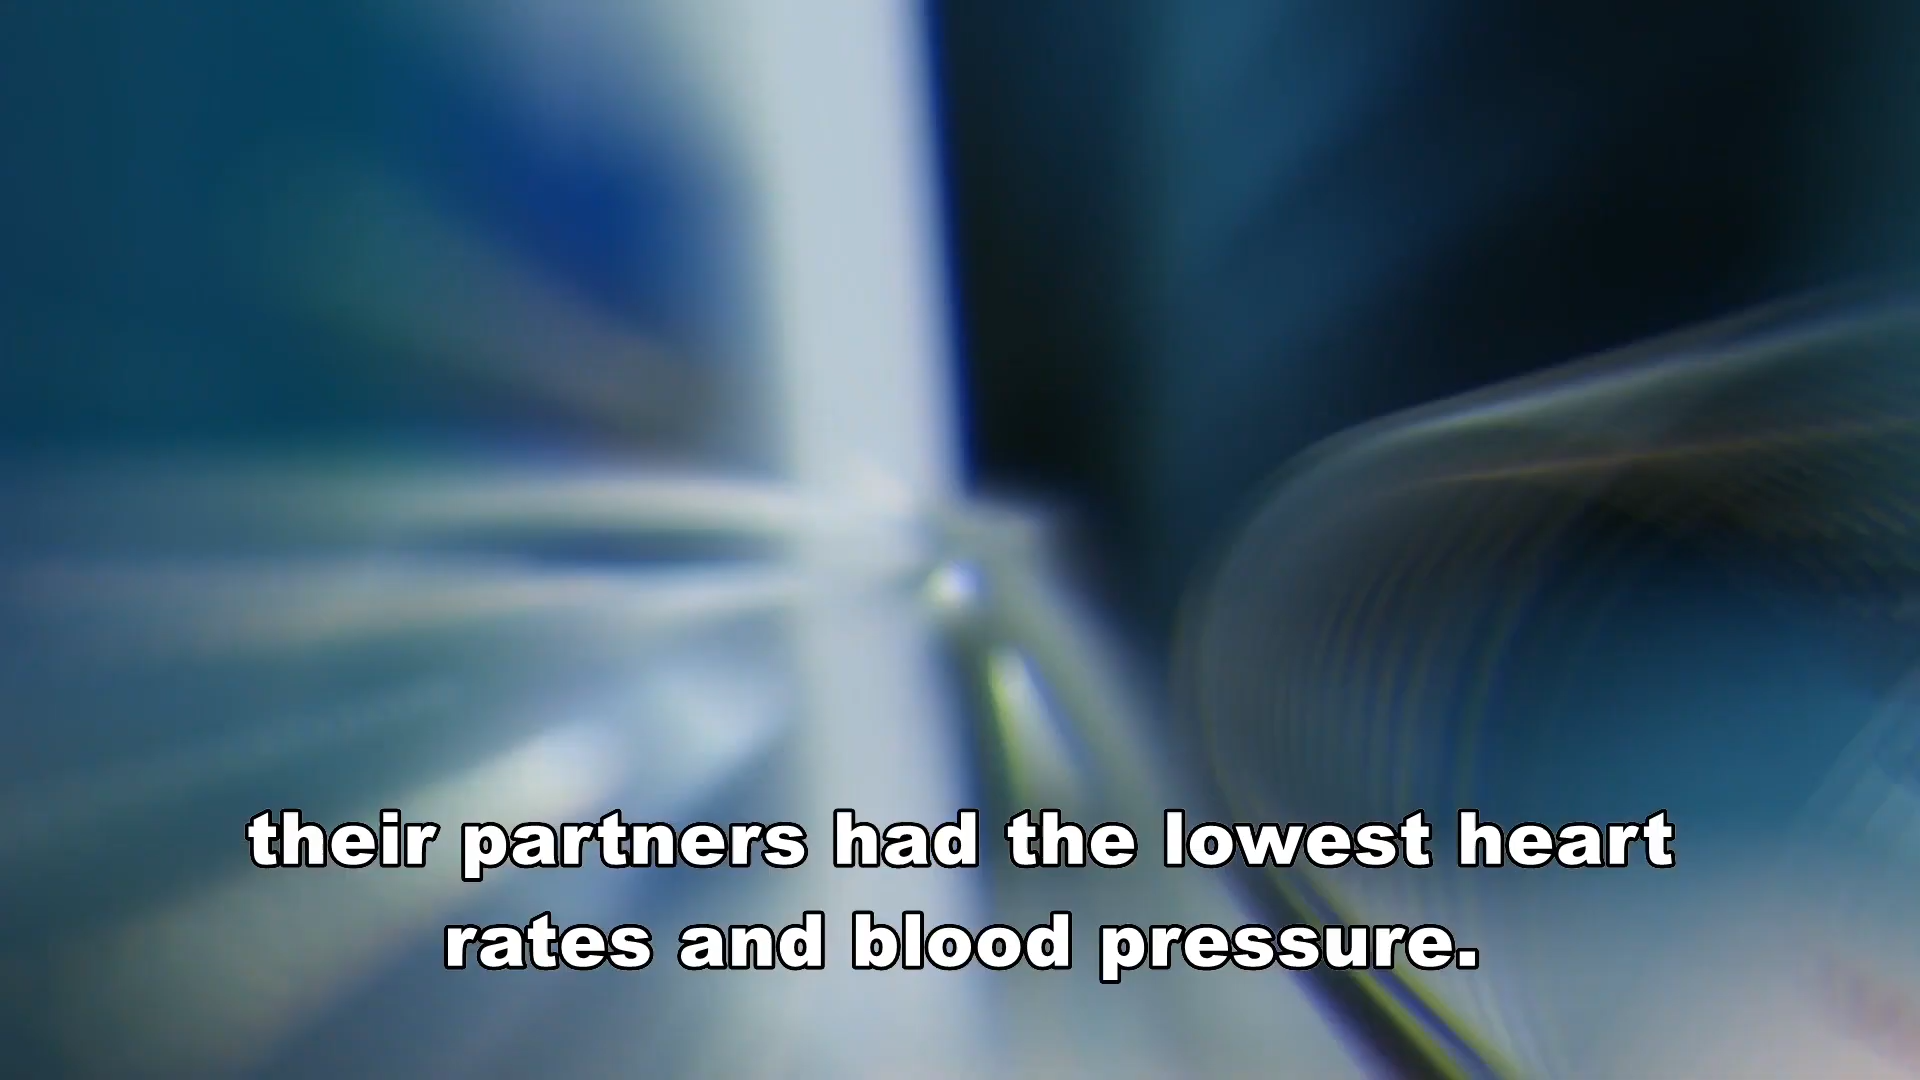 their partners had the lowest heart
rates and blood pressure.